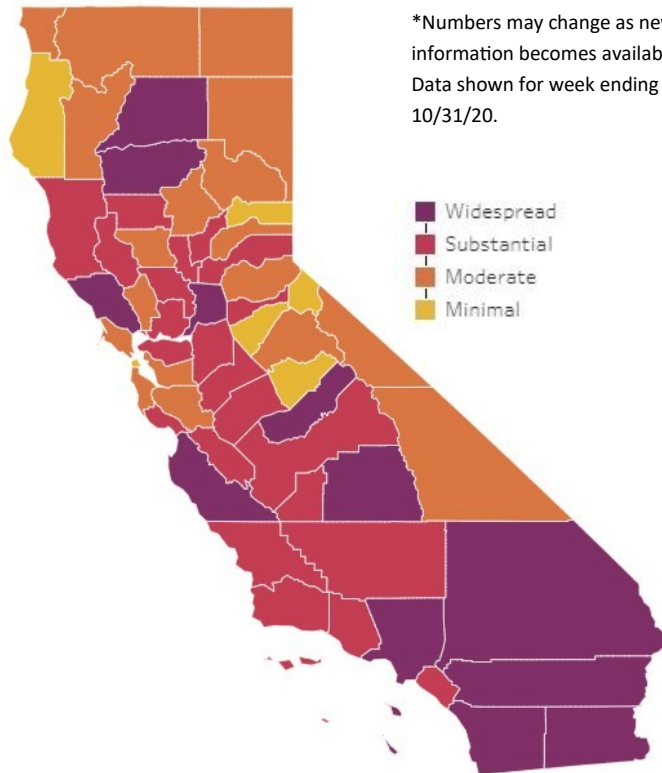 *Numbers may change as
information becomes
Data shown for week ending
10/31/20.
Widespread
Substantial
Moderate
Minimal